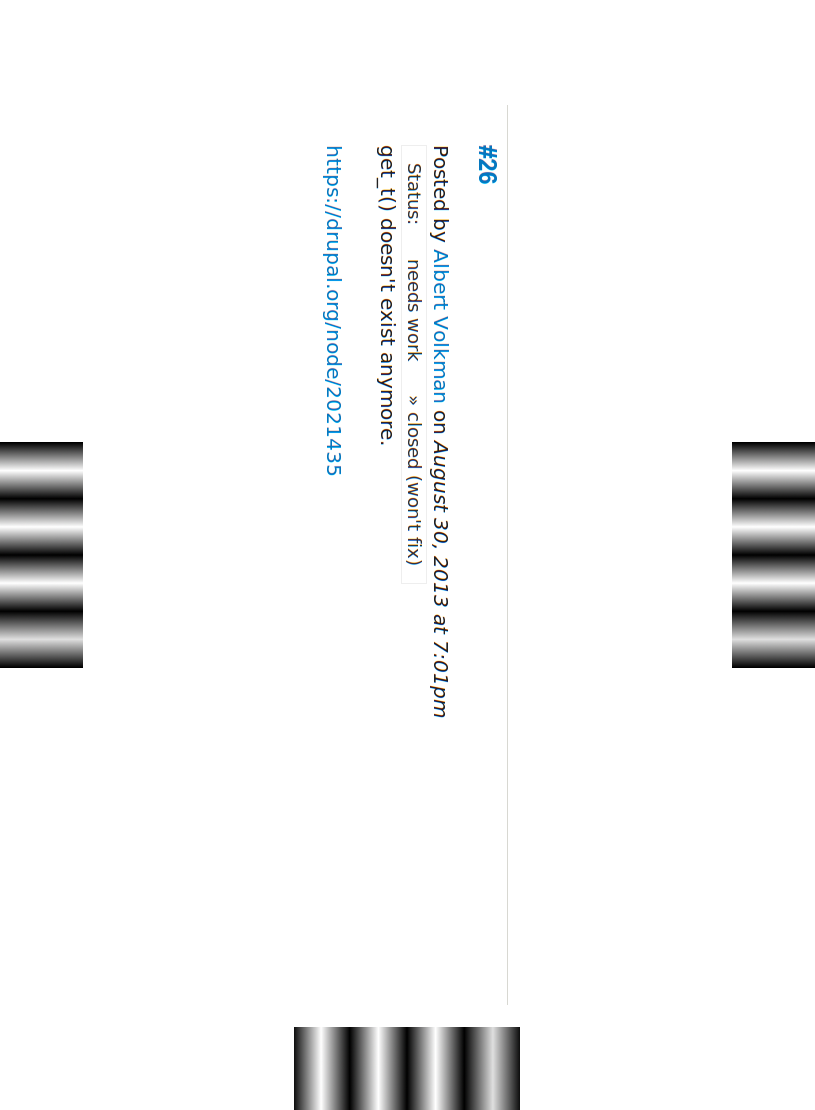 #26
Posted by Albert Volkman on August 30, 2013 at 7:01pm
Status: needs work » closed (won't fix)
get_t() doesn't exist anymore.
https://drupal.org/node/2021435